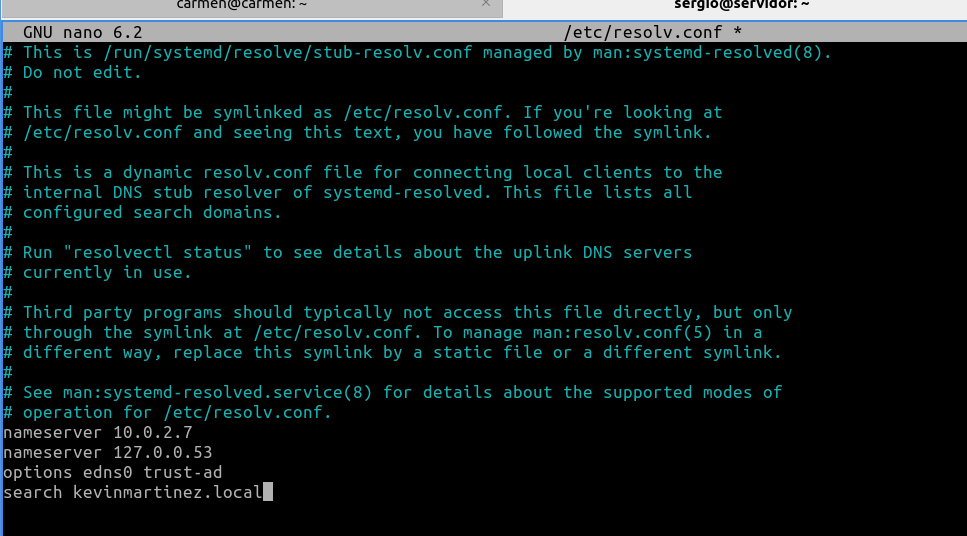 carmen@carmen: ~ × sergio@servidor: ~
GNU nano 6.2 /etc/resolv.conf *
# This is /run/systemd/resolve/stub-resolv.conf managed by man:systemd-resolved(8).
# Do not edit.
#
# This file might be symlinked as /etc/resolv.conf. If you're looking at
# /etc/resolv.conf and seeing this text, you have followed the symlink.
#
# This is a dynamic resolv.conf file for connecting local clients to the
# internal DNS stub resolver of systemd-resolved. This file lists all
# configured search domains.
#
# Run "resolvectl status" to see details about the uplink DNS servers
# currently in use.
#
# Third party programs should typically not access this file directly, but only
# through the symlink at /etc/resolv.conf. To manage man:resolv.conf(5) in a
# different way, replace this symlink by a static file or a different symlink.
#
# See man:systemd-resolved.service(8) for details about the supported modes of
# operation for /etc/resolv.conf.
nameserver 10.0.2.7
nameserver 127.0.0.53
options edns0 trust-ad
search kevinmartinez.local